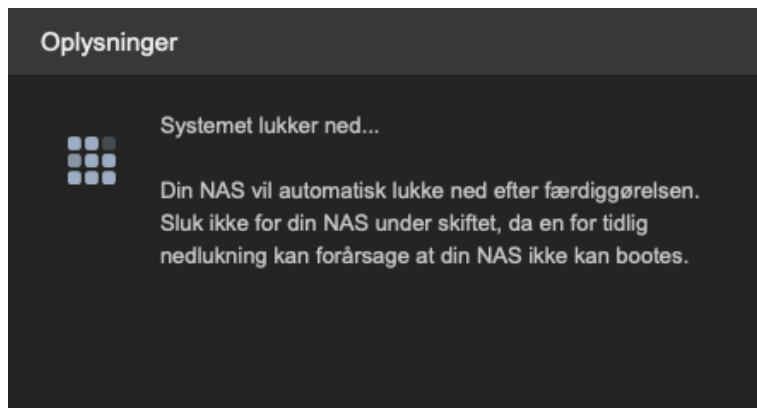 Oplysninger
Systemet lukker ned...
Din NAS vil automatisk lukke ned efter færdiggørelsen.
Sluk ikke for din NAS under skiftet, da en for tidlig
nedlukning kan forårsage at din NAS ikke kan bootes.